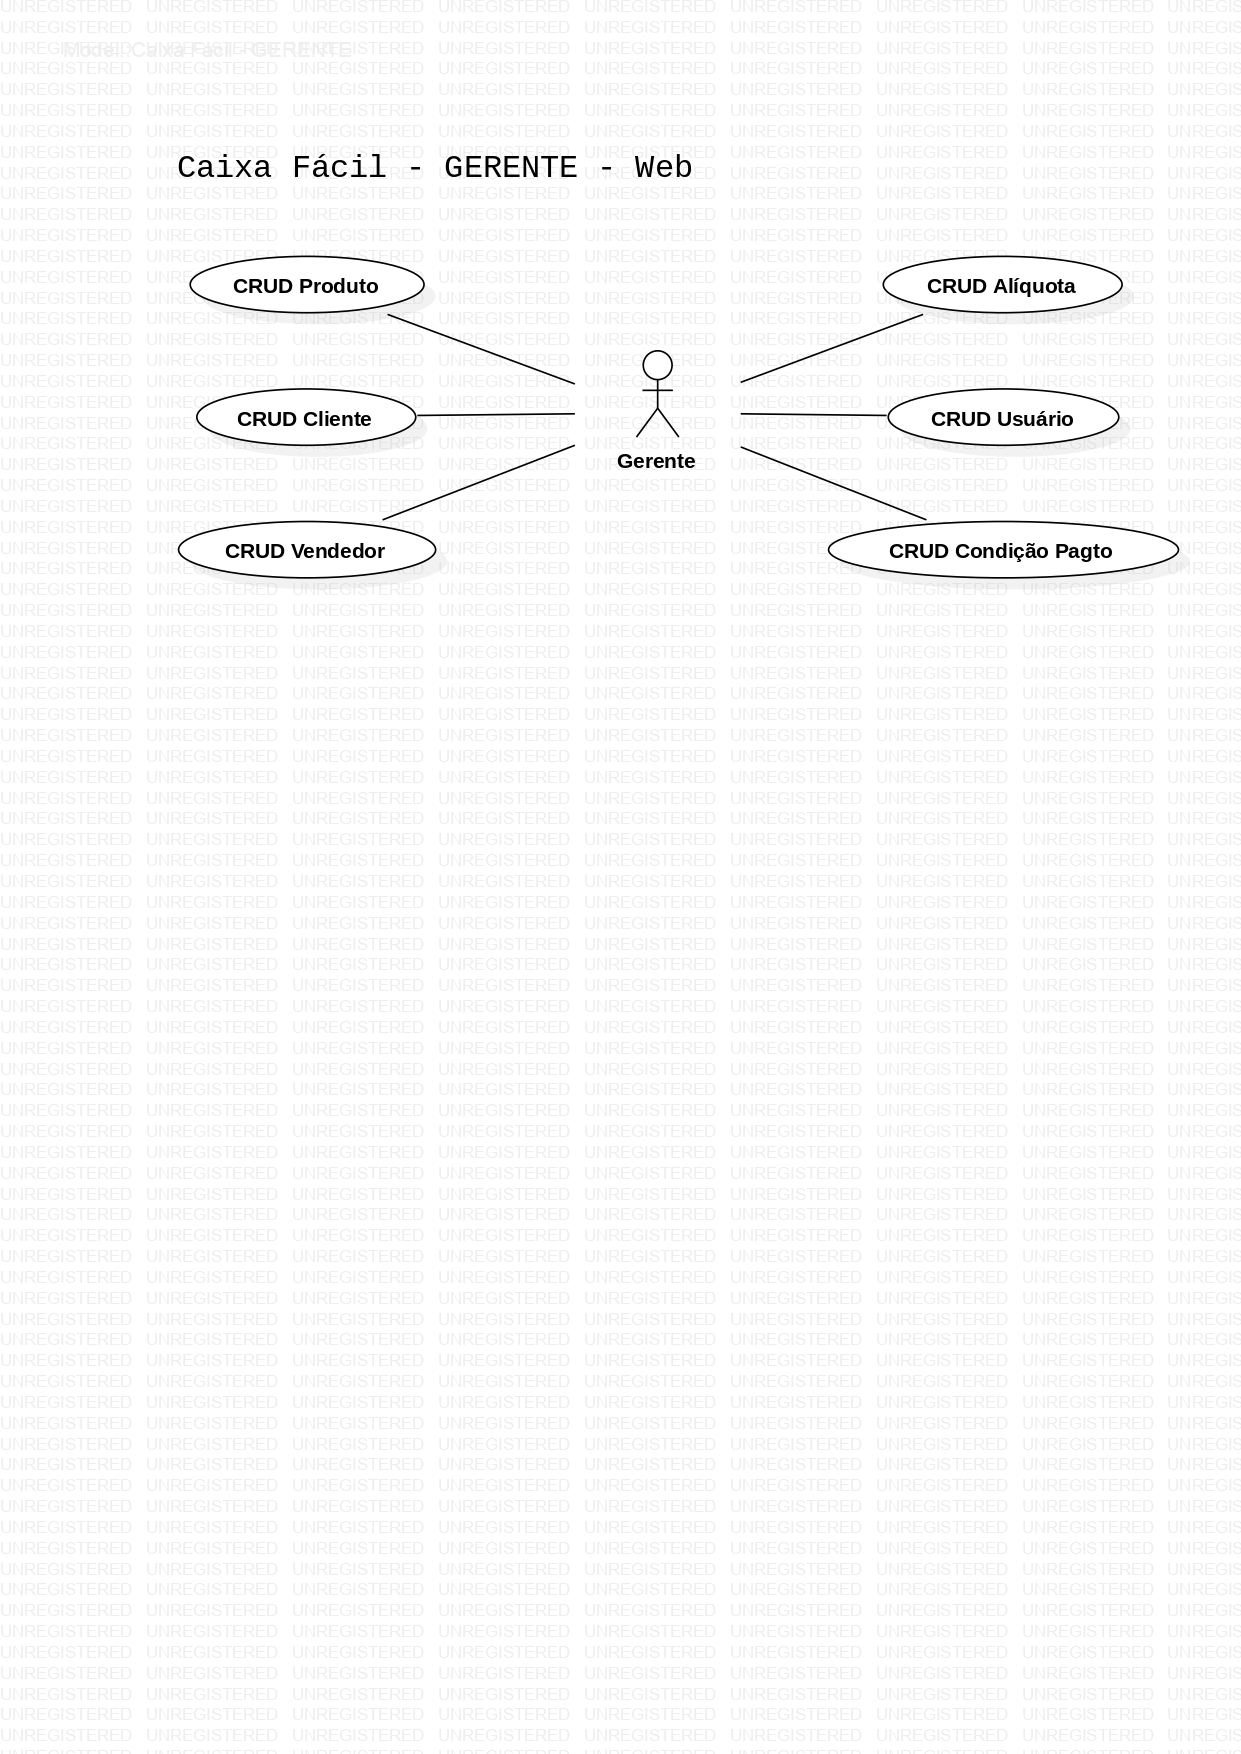 Model: Caixa Fácil - GERENTE
Caixa Fácil - GERENTE - Web
CRUD Produto
CRUD Alíquota
CRUD Cliente
CRUD Usuário
Gerente
CRUD Vendedor
CRUD Condição Pagto
UNREGISTERED